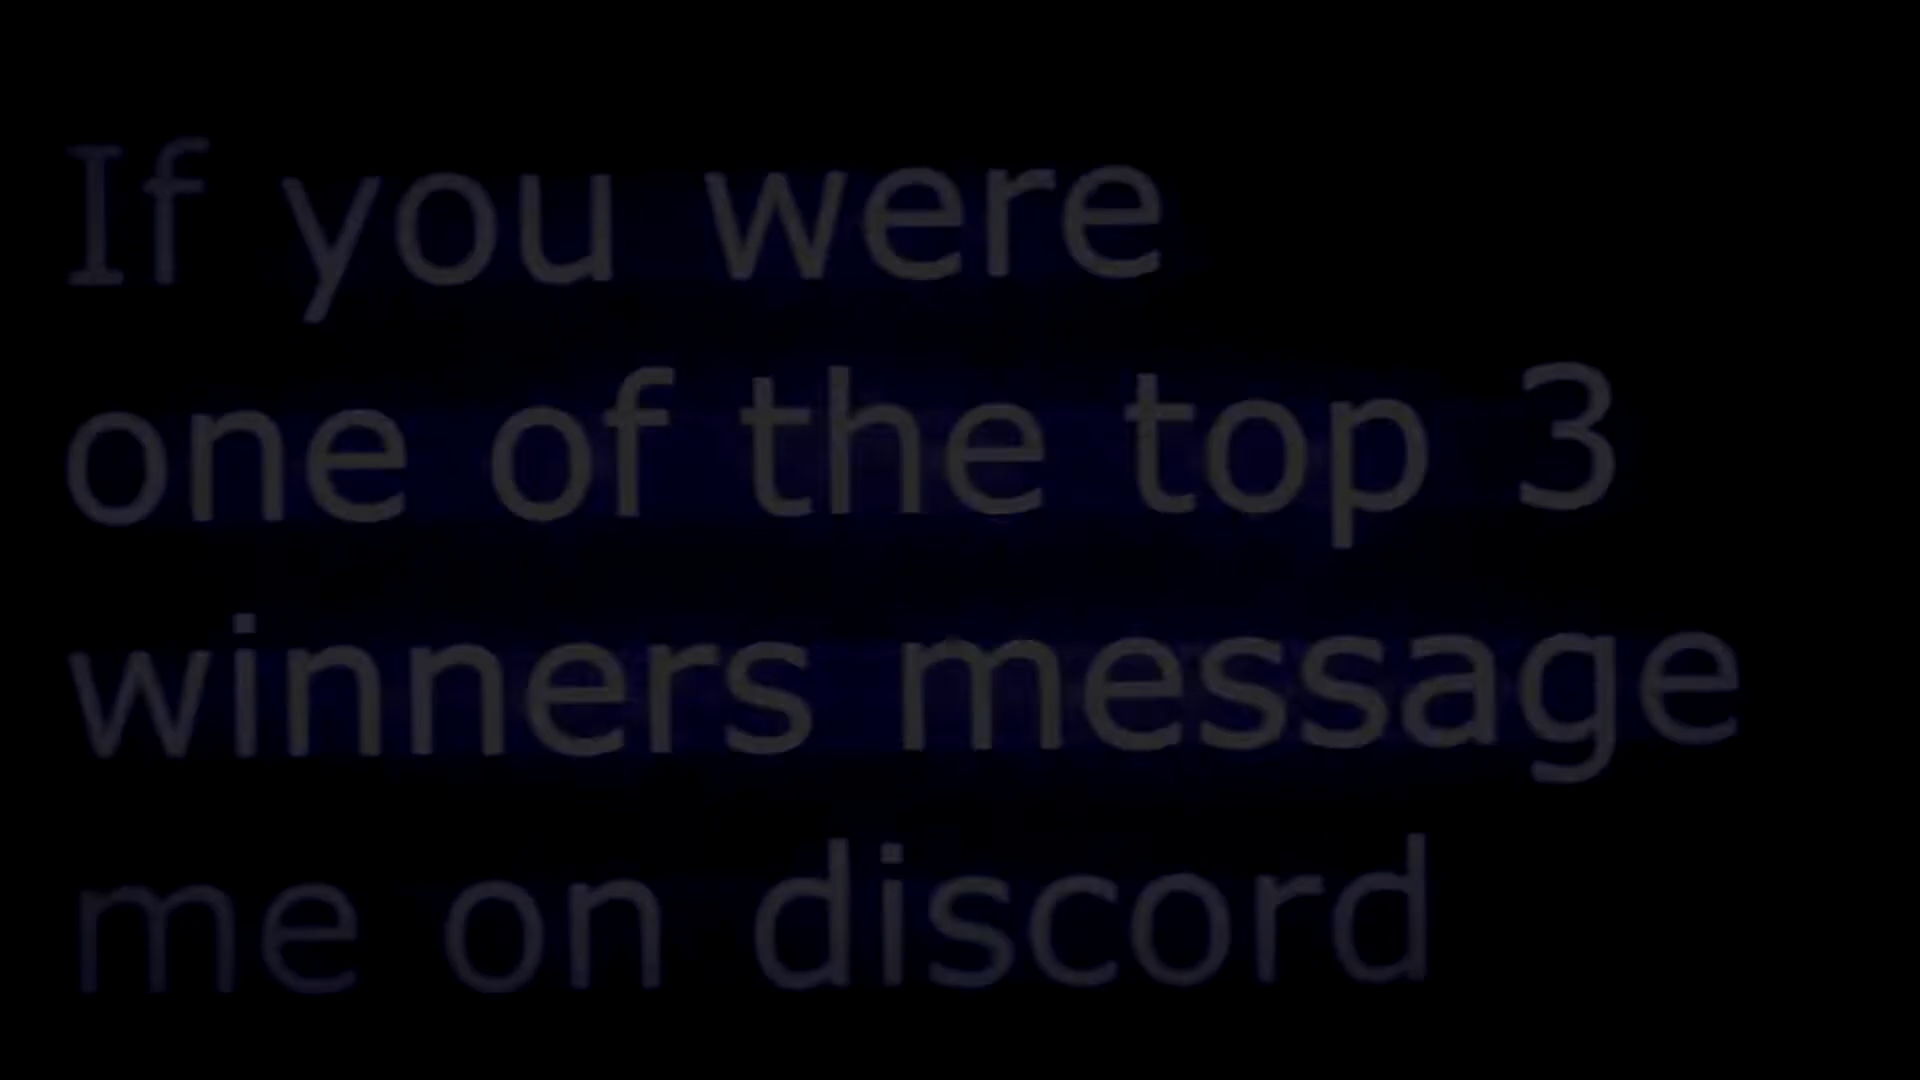 If you were
one of the top 3
winners message
me on discord